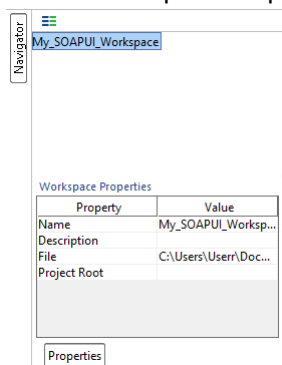 Navigator
My_SOAPUI_Workspace
Workspace Properties
Property Value
Name My_SOAPUI_Worksp...
Description
File C:\Users\Userr\Doc...
Project Root
Properties